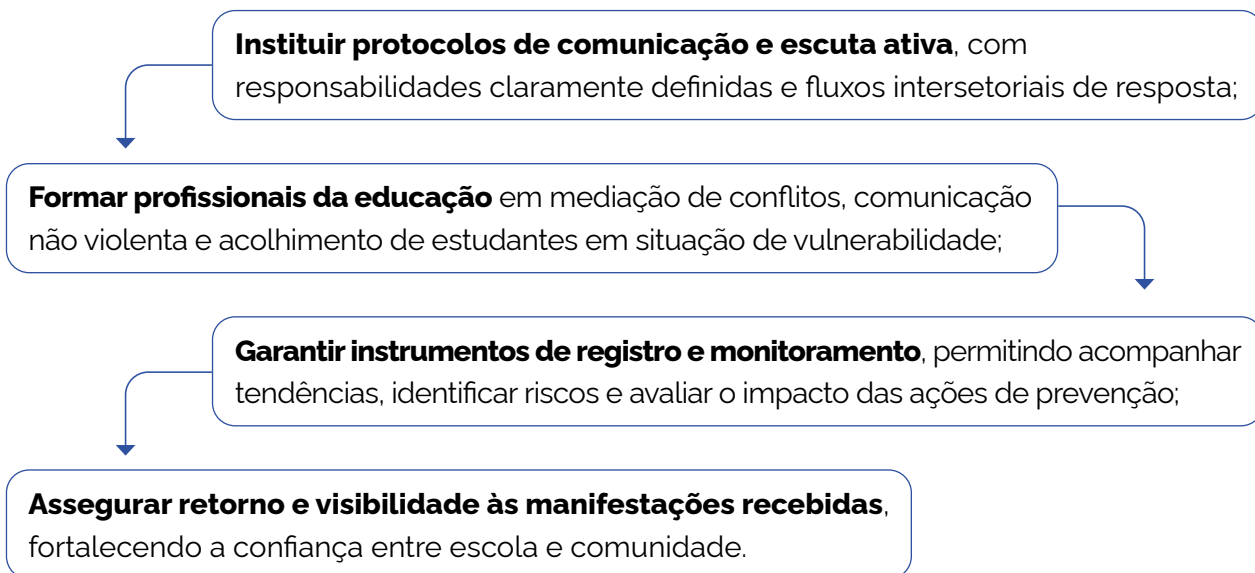 Instituir protocolos de comunicação e escuta ativa, com
responsabilidades claramente definidas e fluxos intersetoriais de resposta;
Formar profissionais da educação em mediação de conflitos, comunicação
não violenta e acolhimento de estudantes em situação de vulnerabilidade;
Garantir instrumentos de registro e monitoramento, permitindo acompanhar
tendências, identificar riscos e avaliar o impacto das ações de prevenção;
Assegurar retorno e visibilidade às manifestações recebidas,
fortalecendo a confiança entre escola e comunidade.